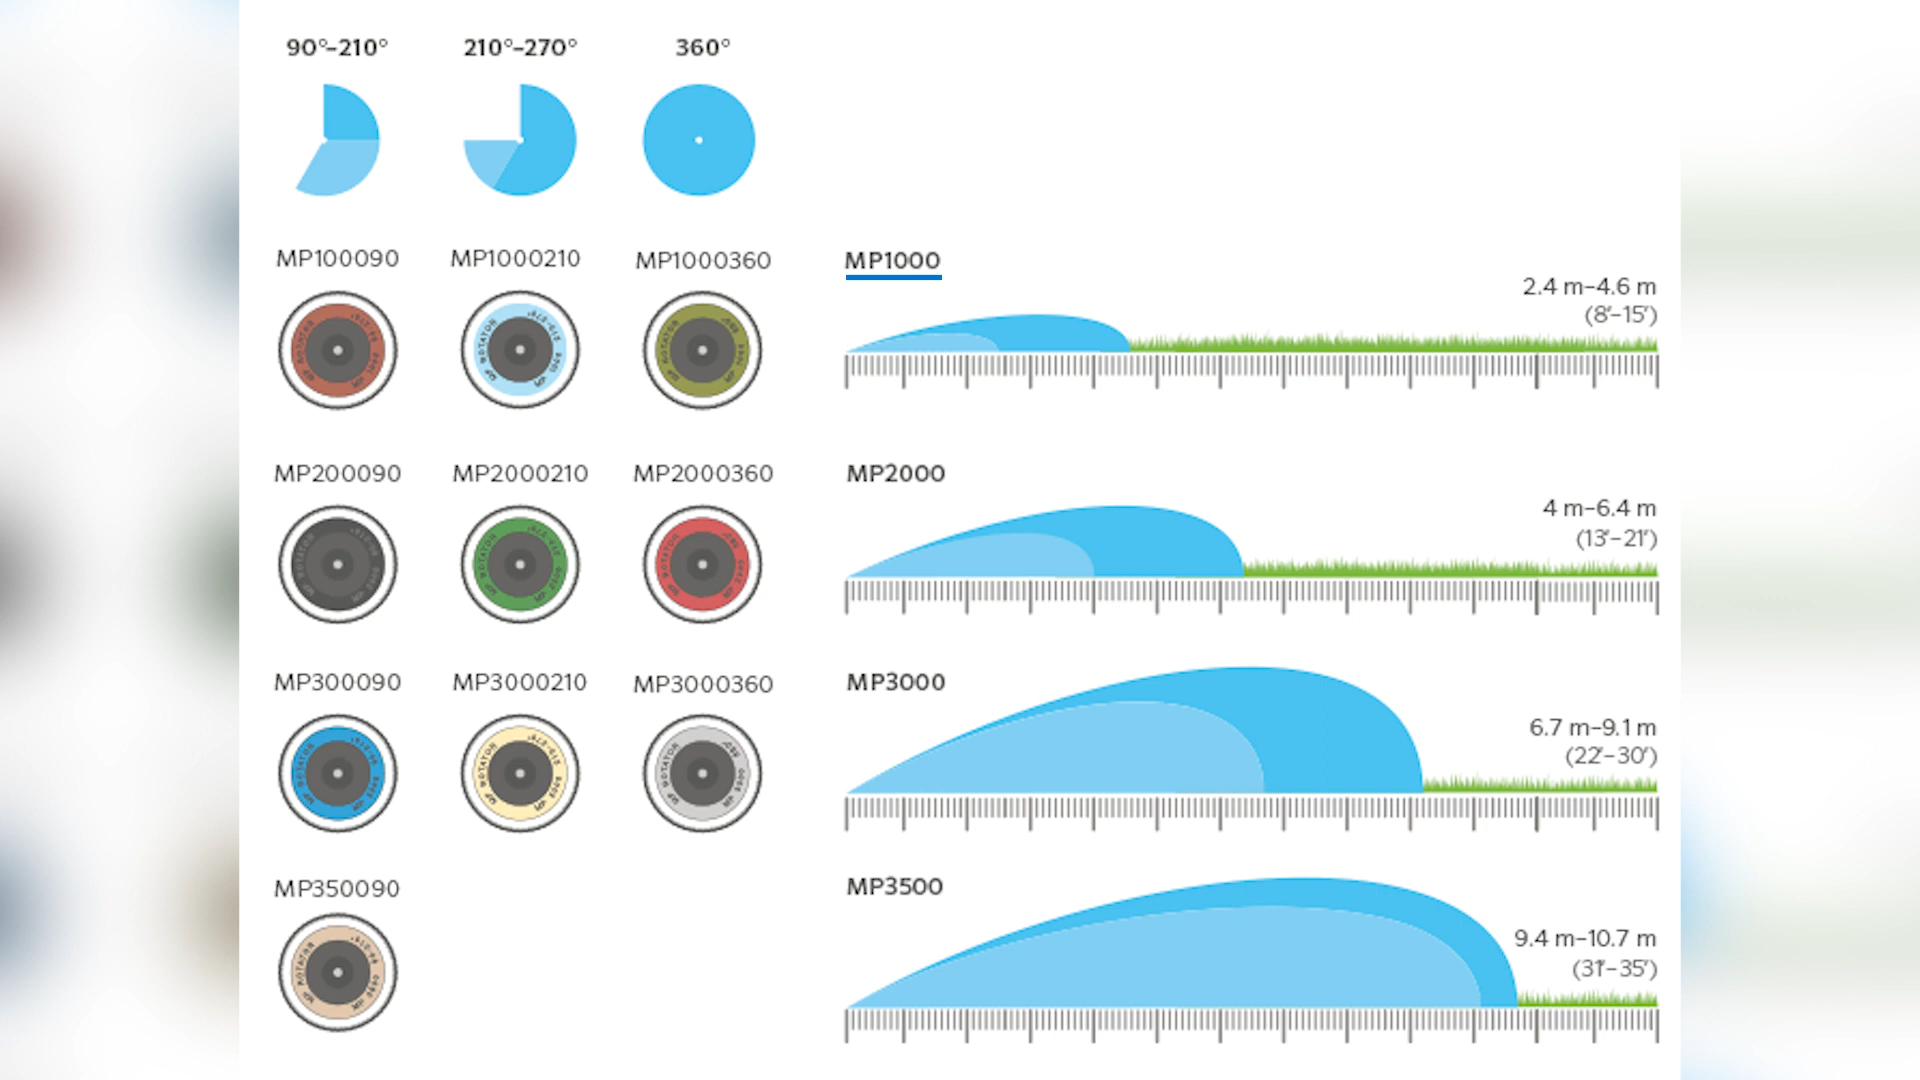 90°–210° 210°–270° 360°
MP100090 MP1000210 MP1000360 MP1000
2.4 m–4.6 m
(8'–15')
MP200090 MP2000210 MP2000360 MP2000
4 m–6.4 m
(13'–21')
MP300090 MP3000210 MP3000360 MP3000
6.7 m–9.1 m
(22'–30')
MP350090 MP3500
9.4 m–10.7 m
(31'–35')